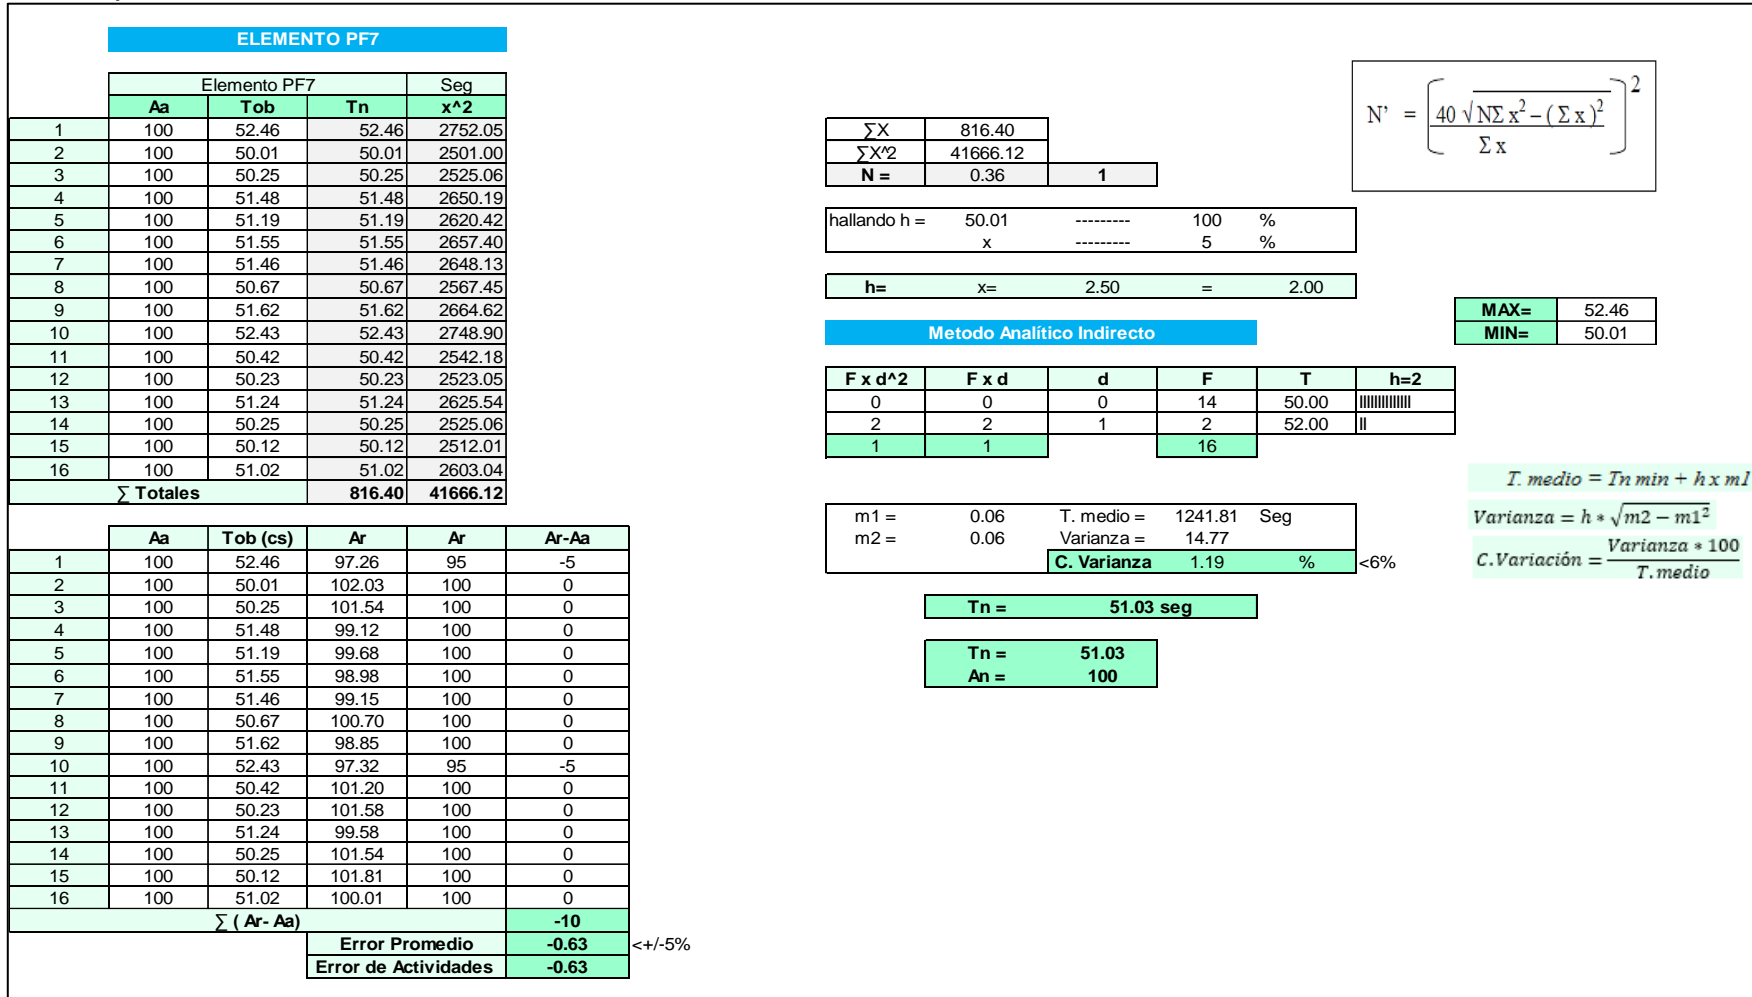 ELEMENTO PF7
Elemento PF7 Seg
Aa Tob Tn x^2
1 100 52.46 52.46 2752.05
2 100 50.01 50.01 2501.00
3 100 50.25 50.25 2525.06
4 100 51.48 51.48 2650.19
5 100 51.19 51.19 2620.42
6 100 51.55 51.55 2657.40
7 100 51.46 51.46 2648.13
8 100 50.67 50.67 2567.45
9 100 51.62 51.62 2664.62
10 100 52.43 52.43 2748.90
11 100 50.42 50.42 2542.18
12 100 50.23 50.23 2523.05
13 100 51.24 51.24 2625.54
14 100 50.25 50.25 2525.06
15 100 50.12 50.12 2512.01
16 100 51.02 51.02 2603.04
∑ Totales 816.40 41666.12
Aa Tob (cs) Ar Ar Ar-Aa
1 100 52.46 97.26 95 -5
2 100 50.01 102.03 100 0
3 100 50.25 101.54 100 0
4 100 51.48 99.12 100 0
5 100 51.19 99.68 100 0
6 100 51.55 98.98 100 0
7 100 51.46 99.15 100 0
8 100 50.67 100.70 100 0
9 100 51.62 98.85 100 0
10 100 52.43 97.32 95 -5
11 100 50.42 101.20 100 0
12 100 50.23 101.58 100 0
13 100 51.24 99.58 100 0
14 100 50.25 101.54 100 0
15 100 50.12 101.81 100 0
16 100 51.02 100.01 100 0
∑ ( Ar- Aa) -10
Error Promedio -0.63 <+/-5%
Error de Actividades -0.63
∑X 816.40
∑X^2 41666.12
N = 0.36 1
hallando h = 50.01 --------- 100 %
x --------- 5 %
h= x= 2.50 = 2.00
Metodo Analítico Indirecto
F x d^2 F x d d F T h=2
0 0 0 14 50.00 IIIIIIIIIIIIII
2 2 1 2 52.00 II
1 1 16
m1 = 0.06 T. medio = 1241.81 Seg
m2 = 0.06 Varianza = 14.77
C. Varianza 1.19 % <6%
Tn = 51.03 seg
Tn = 51.03
An = 100
N' = [40 √NΣ x² – ( Σ x )² / Σ x]²
MAX= 52.46
MIN= 50.01
T. medio = Tn min + h x m1
Varianza = h * √m2 − m1²
C.Variación = Varianza * 100 / T.medio